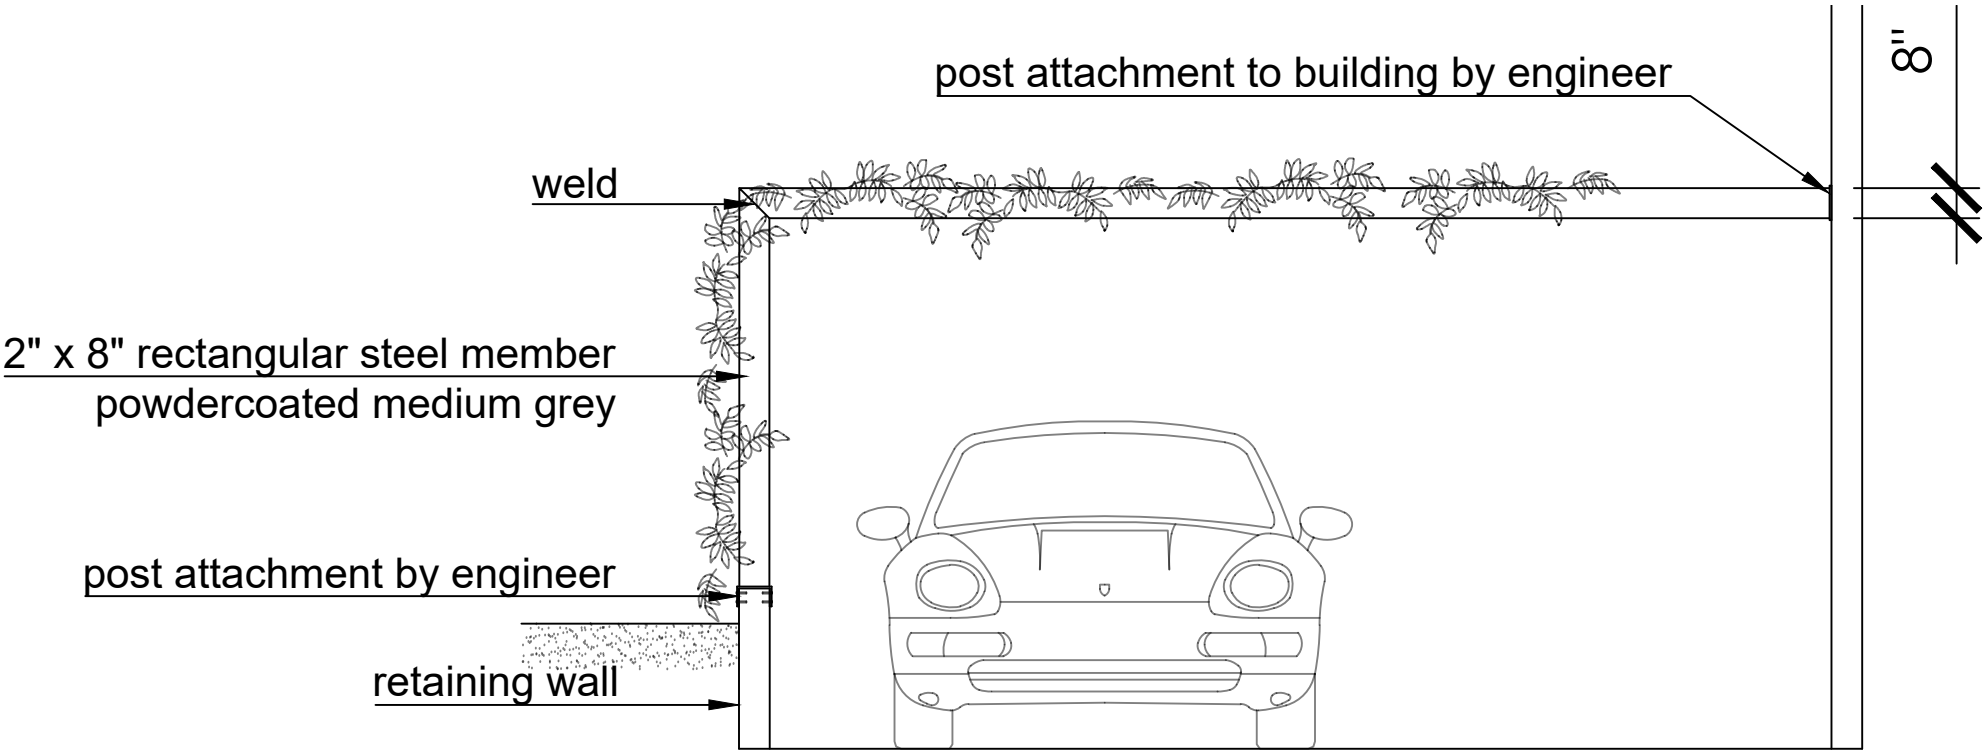 8"
post attachment to building by engineer
weld
2" x 8" rectangular steel member
powdercoated medium grey
post attachment by engineer
retaining wall